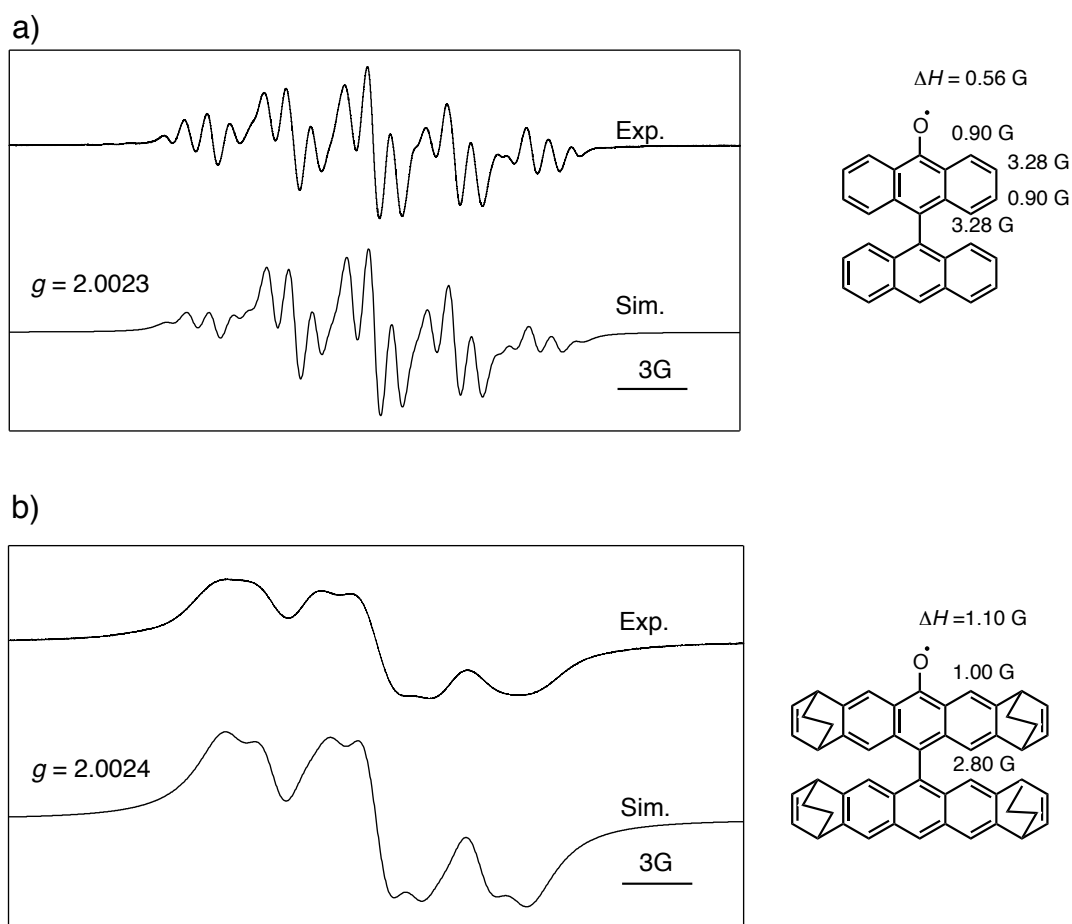 a)
ΔH = 0.56 G
O•
Exp.
0.90 G
3.28 G
0.90 G
3.28 G
g = 2.0023
Sim.
3G
b)
ΔH =1.10 G
Exp.
O•
1.00 G
g = 2.0024
2.80 G
Sim.
3G